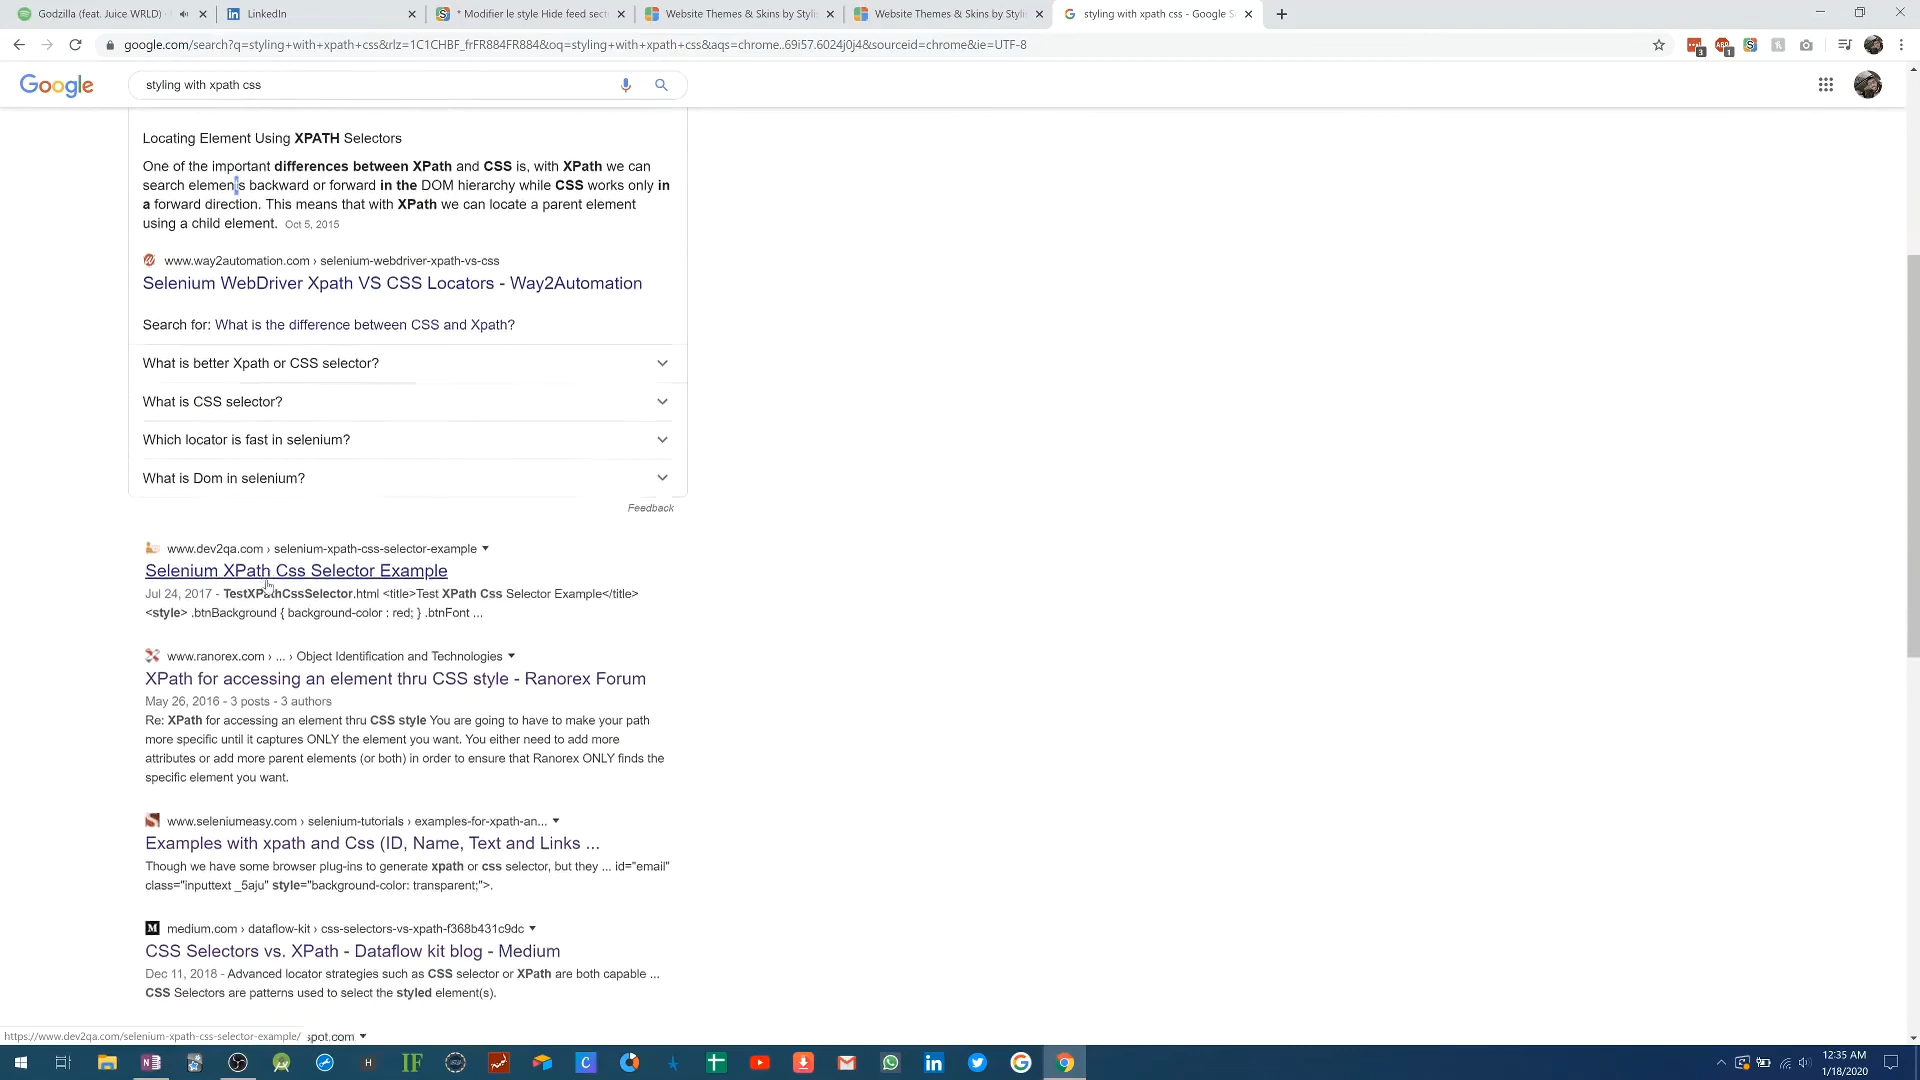 Godzilla (feat. Juice WRLD)
LinkedIn
* Modifier le style Hide feed sect
Website Themes & Skins by Styli
Website Themes & Skins by Styli
styling with xpath css - Google S
google.com/search?q=styling+with+xpath+css&rlz=1C1CHBF_frFR884FR884&oq=styling+with+xpath+css&aqs=chrome..69i57.6024j0j4&sourceid=chrome&ie=UTF-8
3
ABP
1
Google
styling with xpath css
Locating Element Using XPATH Selectors
One of the important differences between XPath and CSS is, with XPath we can
search elements backward or forward in the DOM hierarchy while CSS works only in
a forward direction. This means that with XPath we can locate a parent element
using a child element. Oct 5, 2015
www.way2automation.com › selenium-webdriver-xpath-vs-css
Selenium WebDriver Xpath VS CSS Locators - Way2Automation
Search for: What is the difference between CSS and Xpath?
What is better Xpath or CSS selector?
What is CSS selector?
Which locator is fast in selenium?
What is Dom in selenium?
Feedback
www.dev2qa.com › selenium-xpath-css-selector-example
Selenium XPath Css Selector Example
Jul 24, 2017 - TestXPathCssSelector.html <title>Test XPath Css Selector Example</title>
<style> .btnBackground { background-color : red; } .btnFont ...
www.ranorex.com › ... › Object Identification and Technologies
XPath for accessing an element thru CSS style - Ranorex Forum
May 26, 2016 - 3 posts - 3 authors
Re: XPath for accessing an element thru CSS style You are going to have to make your path
more specific until it captures ONLY the element you want. You either need to add more
attributes or add more parent elements (or both) in order to ensure that Ranorex ONLY finds the
specific element you want.
www.seleniumeasy.com › selenium-tutorials › examples-for-xpath-an...
Examples with xpath and Css (ID, Name, Text and Links ...
Though we have some browser plug-ins to generate xpath or css selector, but they ... id="email"
class="inputtext _5aju" style="background-color: transparent;">.
M medium.com › dataflow-kit › css-selectors-vs-xpath-f368b431c9dc
CSS Selectors vs. XPath - Dataflow kit blog - Medium
Dec 11, 2018 - Advanced locator strategies such as CSS selector or XPath are both capable ...
CSS Selectors are patterns used to select the styled element(s).
https://www.dev2qa.com/selenium-xpath-css-selector-example/ spot.com
H
IF
C
12:35 AM
1/18/2020